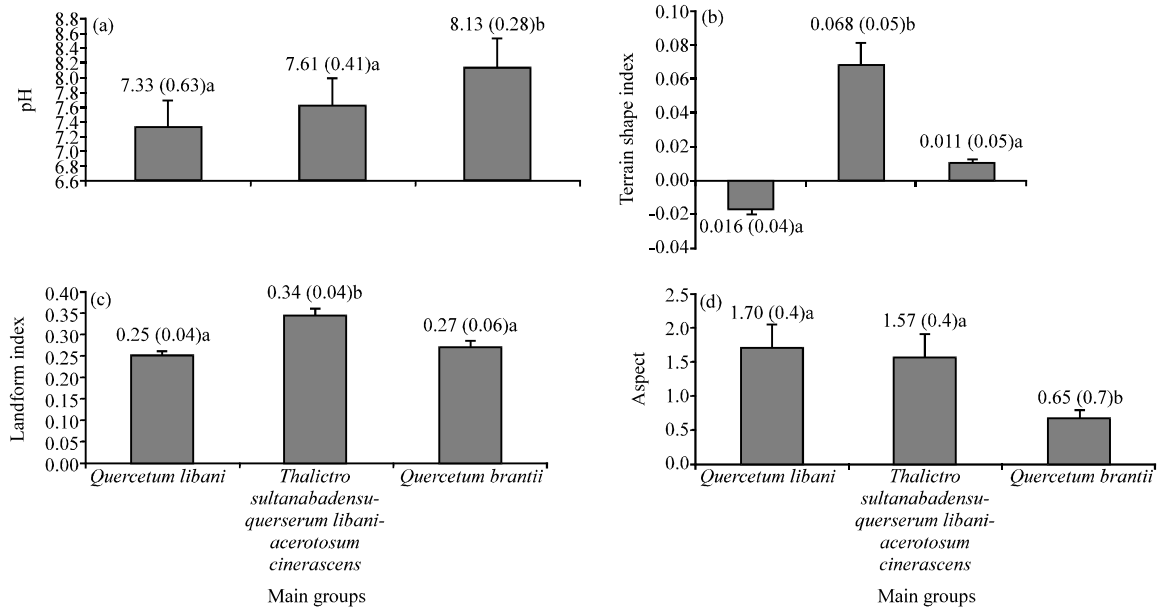 (a)
pH
8.8
8.6
8.4
8.2
8.0
7.8
7.6
7.4
7.2
7.0
6.8
6.6
7.33 (0.63)a
7.61 (0.41)a
8.13 (0.28)b
(b)
Terrain shape index
0.10
0.08
0.06
0.04
0.02
0.00
-0.02
-0.04
0.016 (0.04)a
0.068 (0.05)b
0.011 (0.05)a
(c)
Landform index
0.40
0.35
0.30
0.25
0.20
0.15
0.10
0.05
0.00
0.25 (0.04)a
0.34 (0.04)b
0.27 (0.06)a
Quercetum libani
Thalictro
sultanabadensu-
querserum libani-
acerotosum
cinerascens
Quercetum brantii
Main groups
(d)
Aspect
2.5
2.0
1.5
1.0
0.5
0.0
1.70 (0.4)a
1.57 (0.4)a
0.65 (0.7)b
Quercetum libani
Thalictro
sultanabadensu-
querserum libani-
acerotosum
cinerascens
Quercetum brantii
Main groups